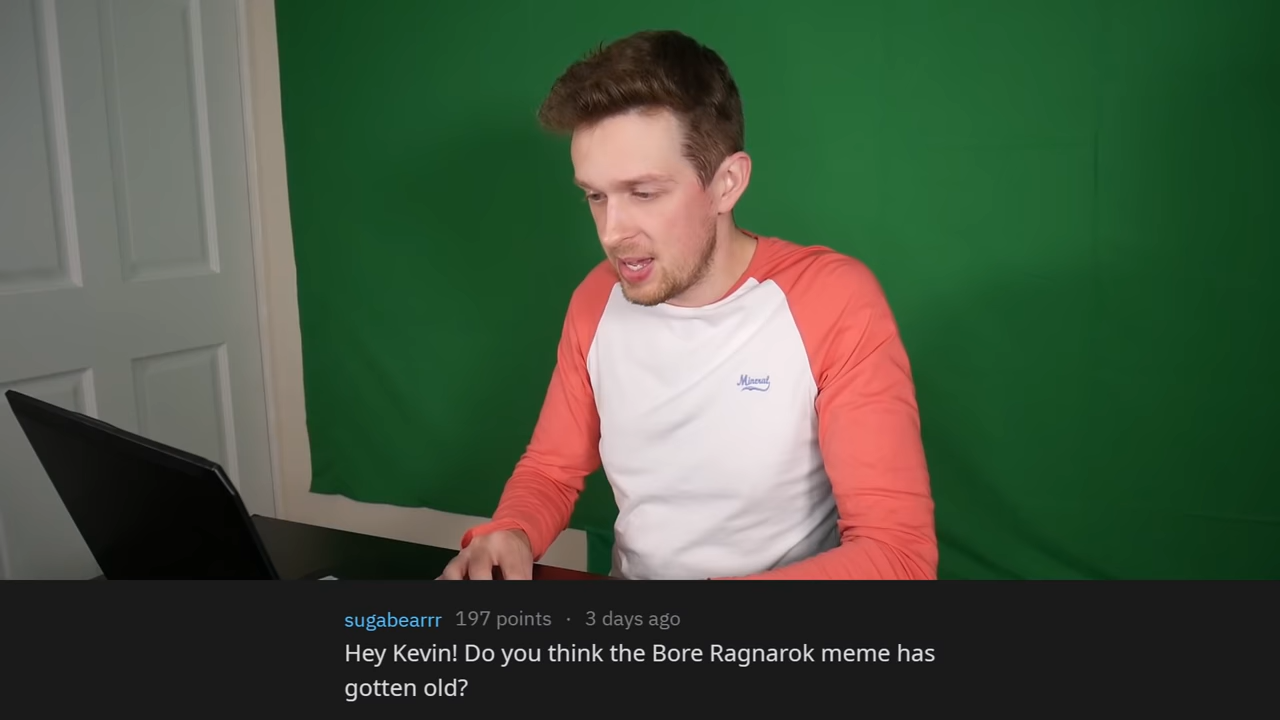 Mineral
sugabearrr 197 points · 3 days ago
Hey Kevin! Do you think the Bore Ragnarok meme has
gotten old?